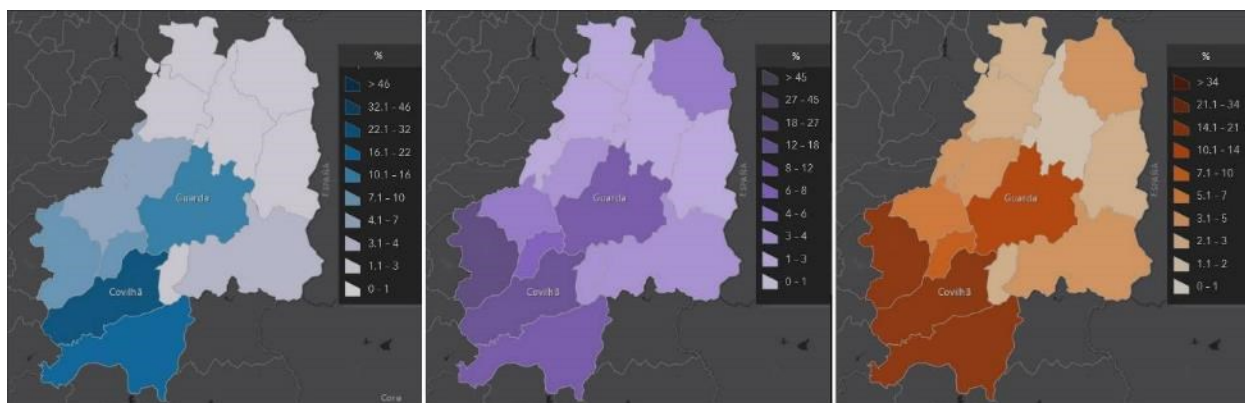 %
> 46
32.1 - 46
22.1 - 32
16.1 - 22
10.1 - 16
7.1 - 10
4.1 - 7
3.1 - 4
1.1 - 3
0 - 1
Guarda
Covilhã
ESPAÑA
Cora
%
> 45
27 - 45
18 - 27
12 - 18
8 - 12
6 - 8
4 - 6
3 - 4
1 - 3
0 - 1
Guarda
Covilhã
ESPAÑA
%
> 34
21.1 - 34
14.1 - 21
10.1 - 14
7.1 - 10
5.1 - 7
3.1 - 5
2.1 - 3
1.1 - 2
0 - 1
Guarda
Covilhã
ESPAÑA